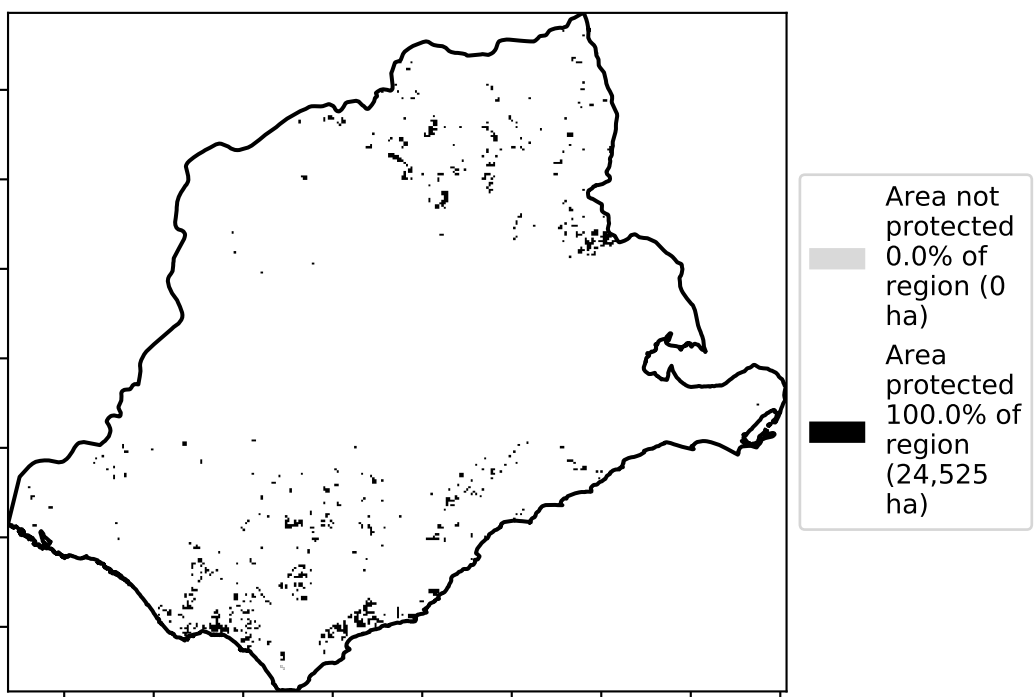 Area not
protected
0.0% of
region (0
ha)
Area
protected
100.0% of
region
(24,525
ha)